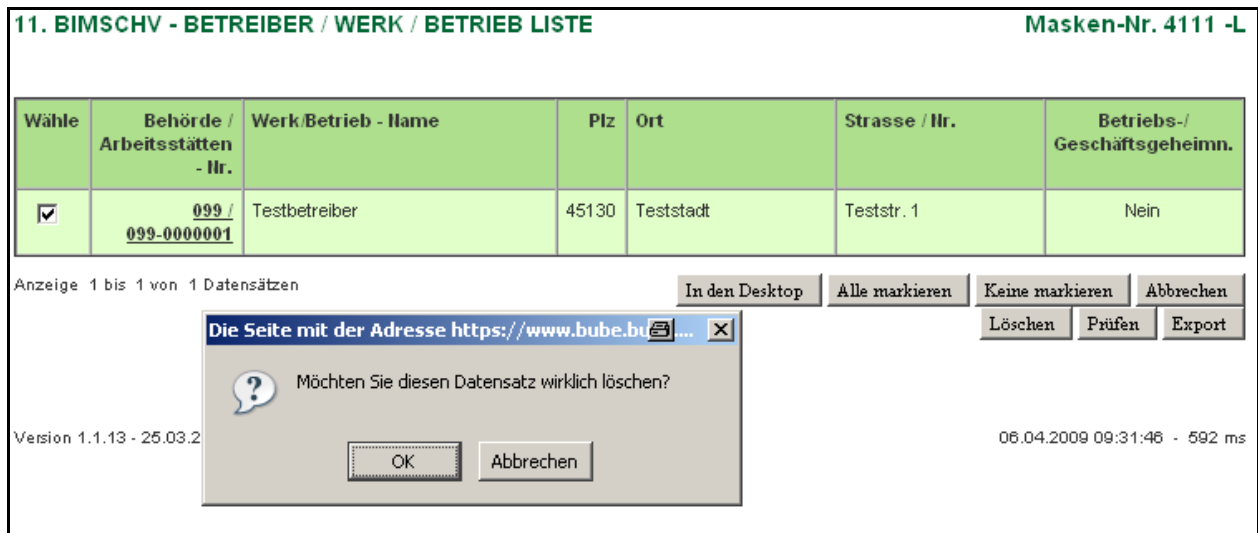 11. BIMSCHV - BETREIBER / WERK / BETRIEB LISTE Masken-Nr. 4111 -L
Wähle Behörde / Werk/Betrieb - Name Plz Ort Strasse / Nr. Betriebs-/
Arbeitsstätten Geschäftsgeheimn.
- Nr.
099 / Testbetreiber 45130 Teststadt Teststr. 1 Nein
099-0000001
Anzeige 1 bis 1 von 1 Datensätzen In den Desktop Alle markieren Keine markieren Abbrechen
Löschen Prüfen Export
Die Seite mit der Adresse https://www.bube.bu....
Möchten Sie diesen Datensatz wirklich löschen?
OK Abbrechen
Version 1.1.13 - 25.03.2 06.04.2009 09:31:46 - 592 ms